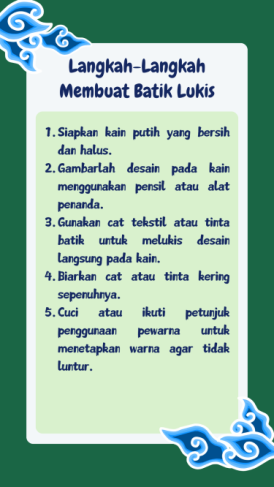 Langkah-Langkah
Membuat Batik Lukis
1. Siapkan kain putih yang bersih
dan halus.
2. Gambarlah desain pada kain
menggunakan pensil atau alat
penanda.
3. Gunakan cat tekstil atau tinta
batik untuk melukis desain
langsung pada kain.
4. Biarkan cat atau tinta kering
sepenuhnya.
5. Cuci atau ikuti petunjuk
penggunaan pewarna untuk
menetapkan warna agar tidak
luntur.